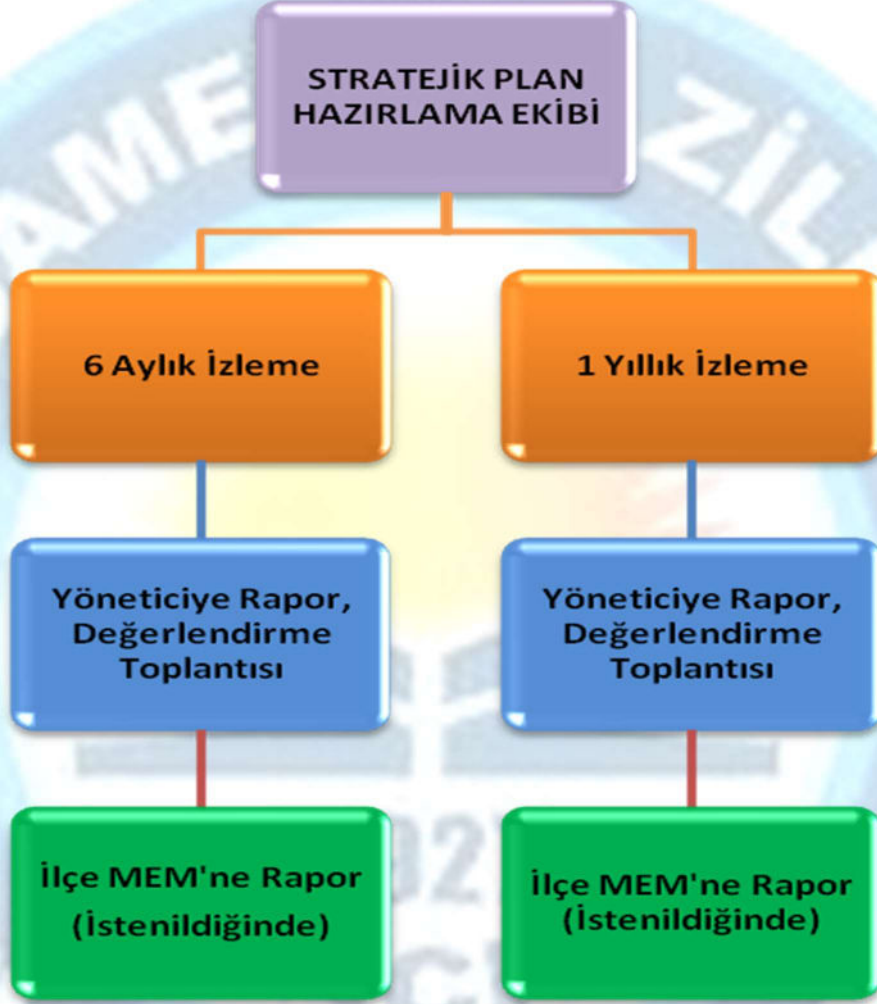 STRATEJİK PLAN
HAZIRLAMA EKİBİ
6 Aylık İzleme
1 Yıllık İzleme
Yöneticiye Rapor,
Değerlendirme
Toplantısı
Yöneticiye Rapor,
Değerlendirme
Toplantısı
İlçe MEM'ne Rapor
(İstenildiğinde)
İlçe MEM'ne Rapor
(İstenildiğinde)